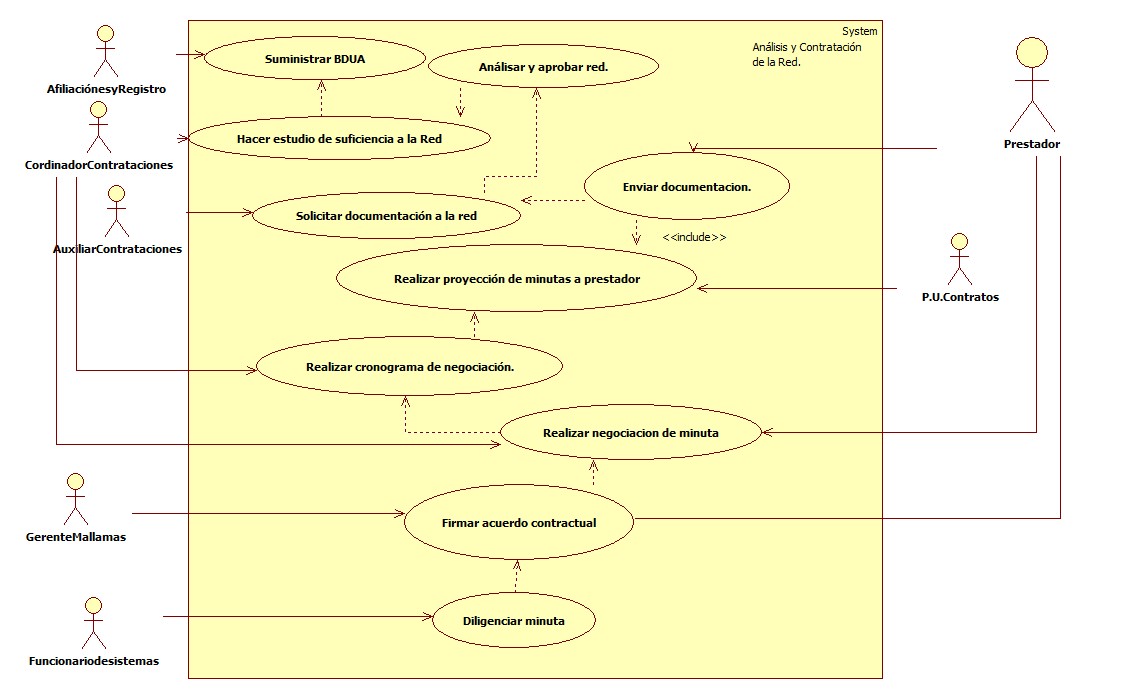 System
Análisis y Contratación
de la Red.
Suministrar BDUA
Análisar y aprobar red.
AfiliaciónesyRegistro
Hacer estudio de suficiencia a la Red
Prestador
CordinadorContrataciones
Enviar documentacion.
Solicitar documentación a la red
<<include>>
AuxiliarContrataciones
Realizar proyección de minutas a prestador
P.U.Contratos
Realizar cronograma de negociación.
Realizar negociacion de minuta
Firmar acuerdo contractual
GerenteMallamas
Diligenciar minuta
Funcionariodesistemas